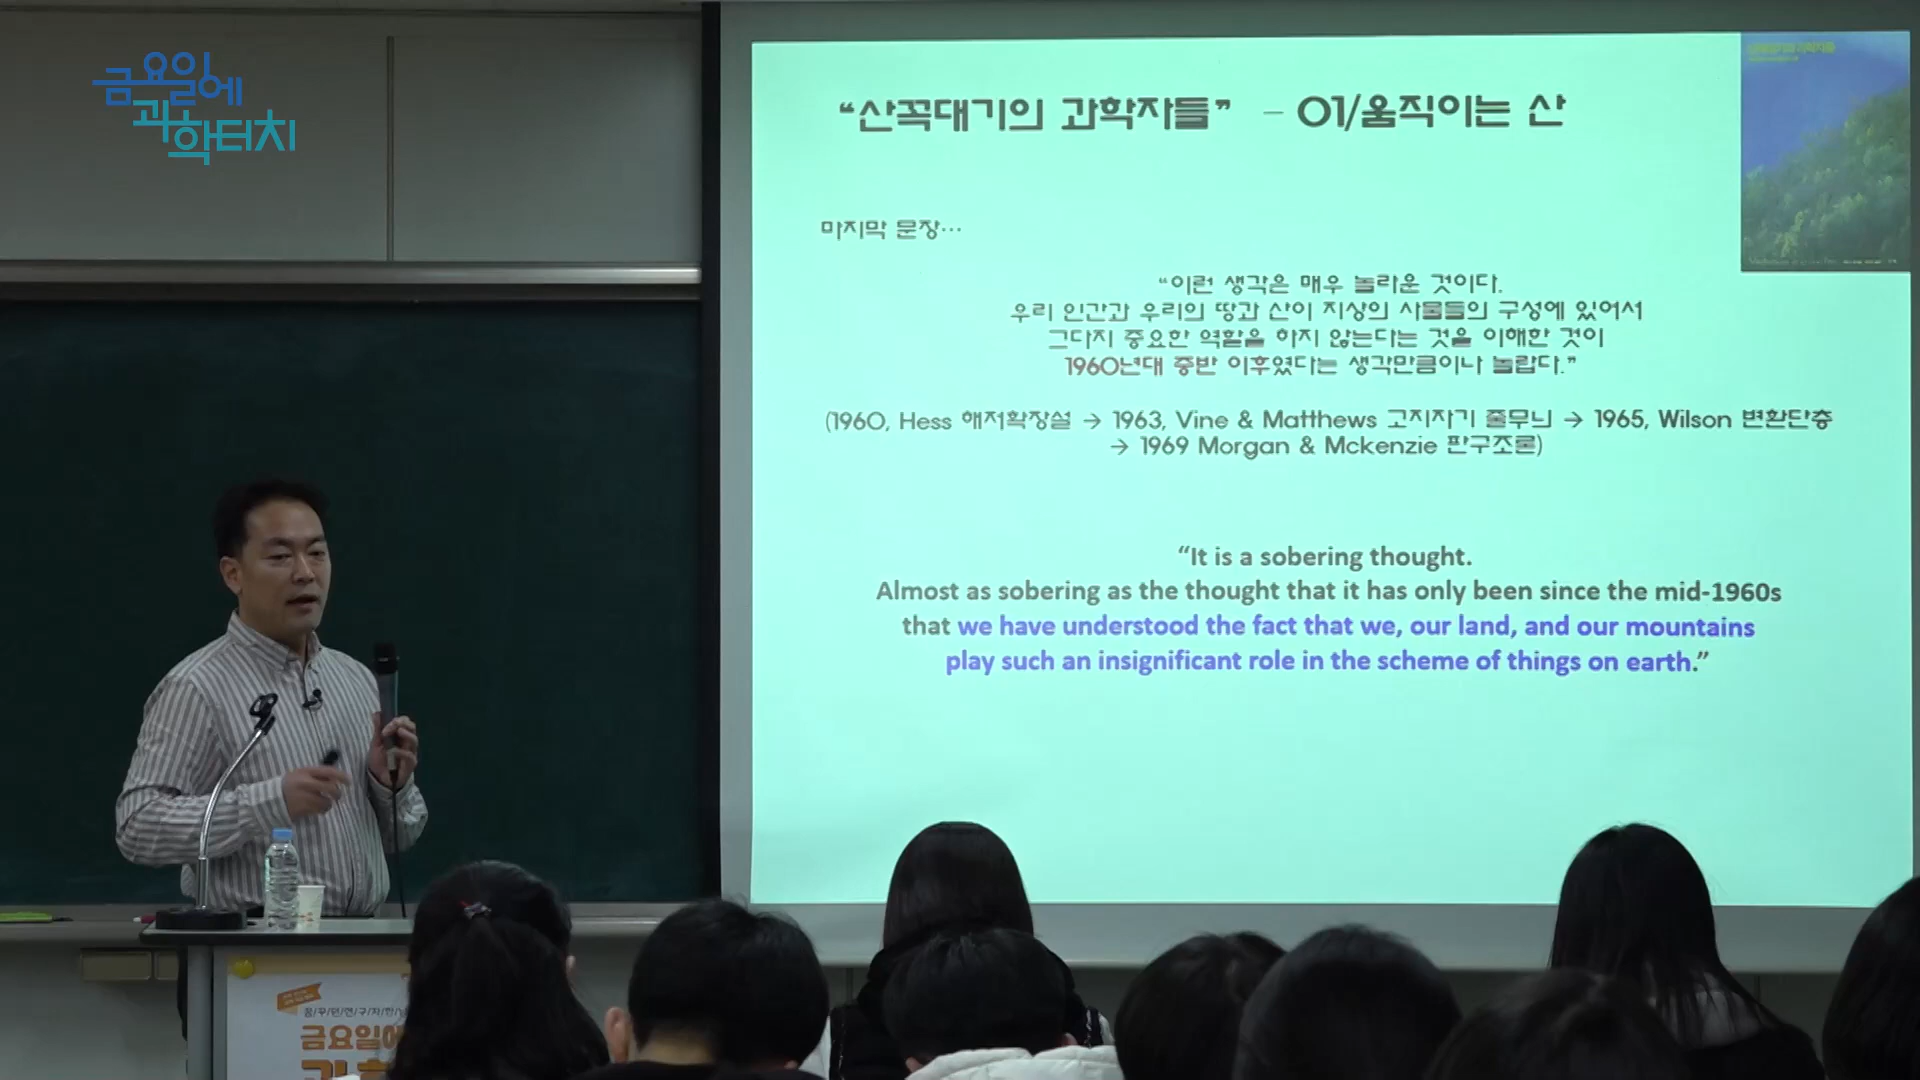 금요일에
과학터치
“산꼭대기의 과학자들” – 01/움직이는 산
마지막 문장…
“이런 생각은 매우 놀라운 것이다.
우리 인간과 우리의 땅과 산이 지상의 사물들의 구성에 있어서
그다지 중요한 역할을 하지 않는다는 것을 이해한 것이
1960년대 중반 이후였다는 생각만큼이나 놀랍다.”
(1960, Hess 해저확장설 → 1963, Vine & Matthews 고지자기 줄무늬 → 1965, Wilson 변환단층
→ 1969 Morgan & Mckenzie 판구조론)
“It is a sobering thought.
Almost as sobering as the thought that it has only been since the mid-1960s
that we have understood the fact that we, our land, and our mountains
play such an insignificant role in the scheme of things on earth.”
금요일에